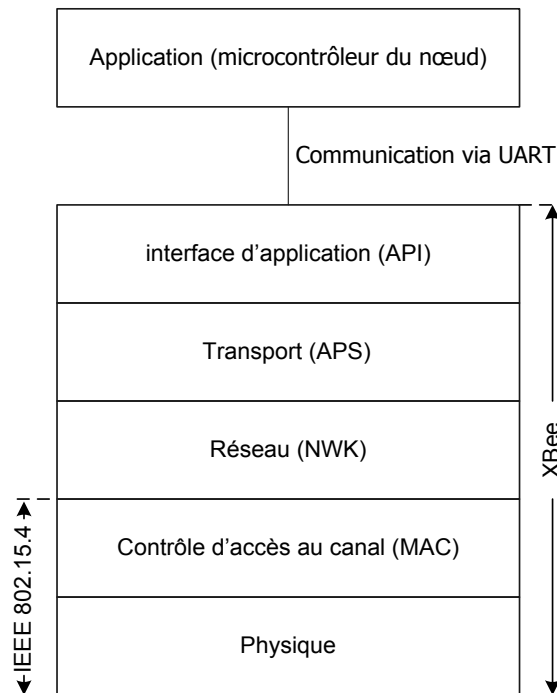 Application (microcontrôleur du nœud)
Communication via UART
interface d'application (API)
Transport (APS)
Réseau (NWK)
XBee
Contrôle d'accès au canal (MAC)
IEEE 802.15.4
Physique